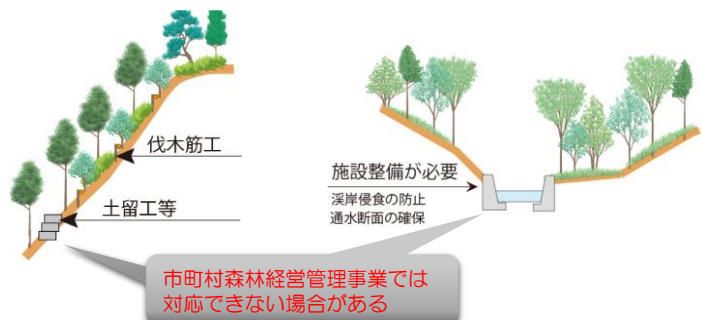 伐木筋工
土留工等
施設整備が必要
渓岸侵食の防止
通水断面の確保
市町村森林経営管理事業では
対応できない場合がある